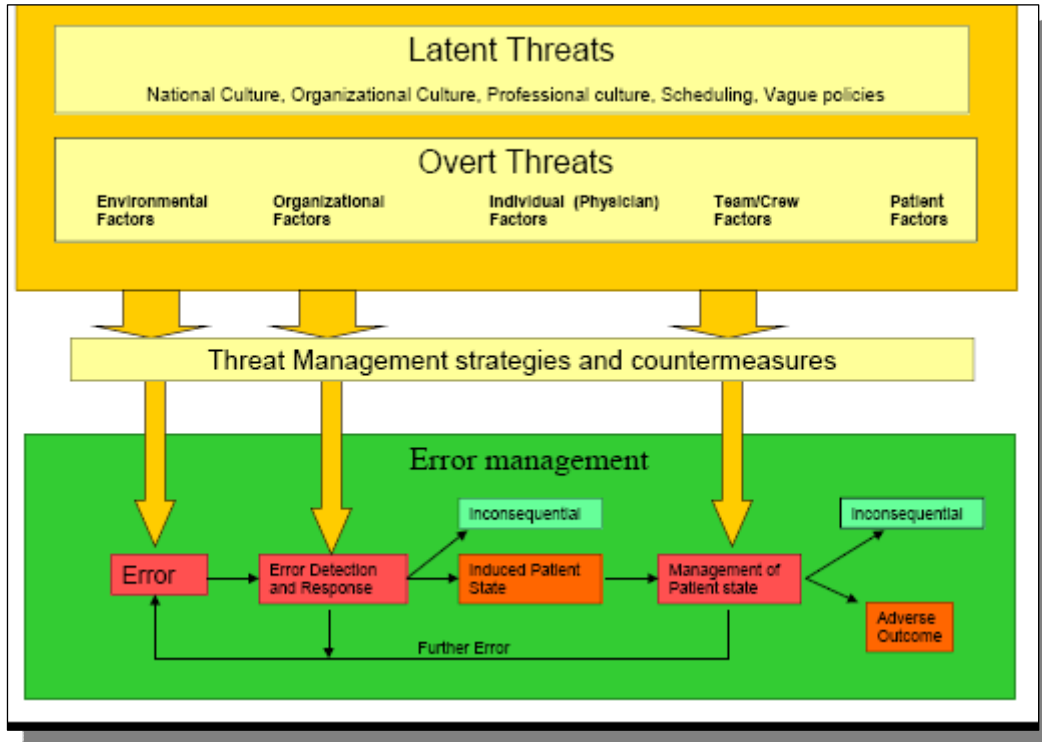 Latent Threats
National Culture, Organizational Culture, Professional culture, Scheduling, Vague policies
Overt Threats
Environmental
Factors
Organizational
Factors
Individual (Physician)
Factors
Team/Crew
Factors
Patient
Factors
Threat Management strategies and countermeasures
Error management
Inconsequential
Inconsequential
Error
Error Detection
and Response
Induced Patient
State
Management of
Patient state
Adverse
Outcome
Further Error